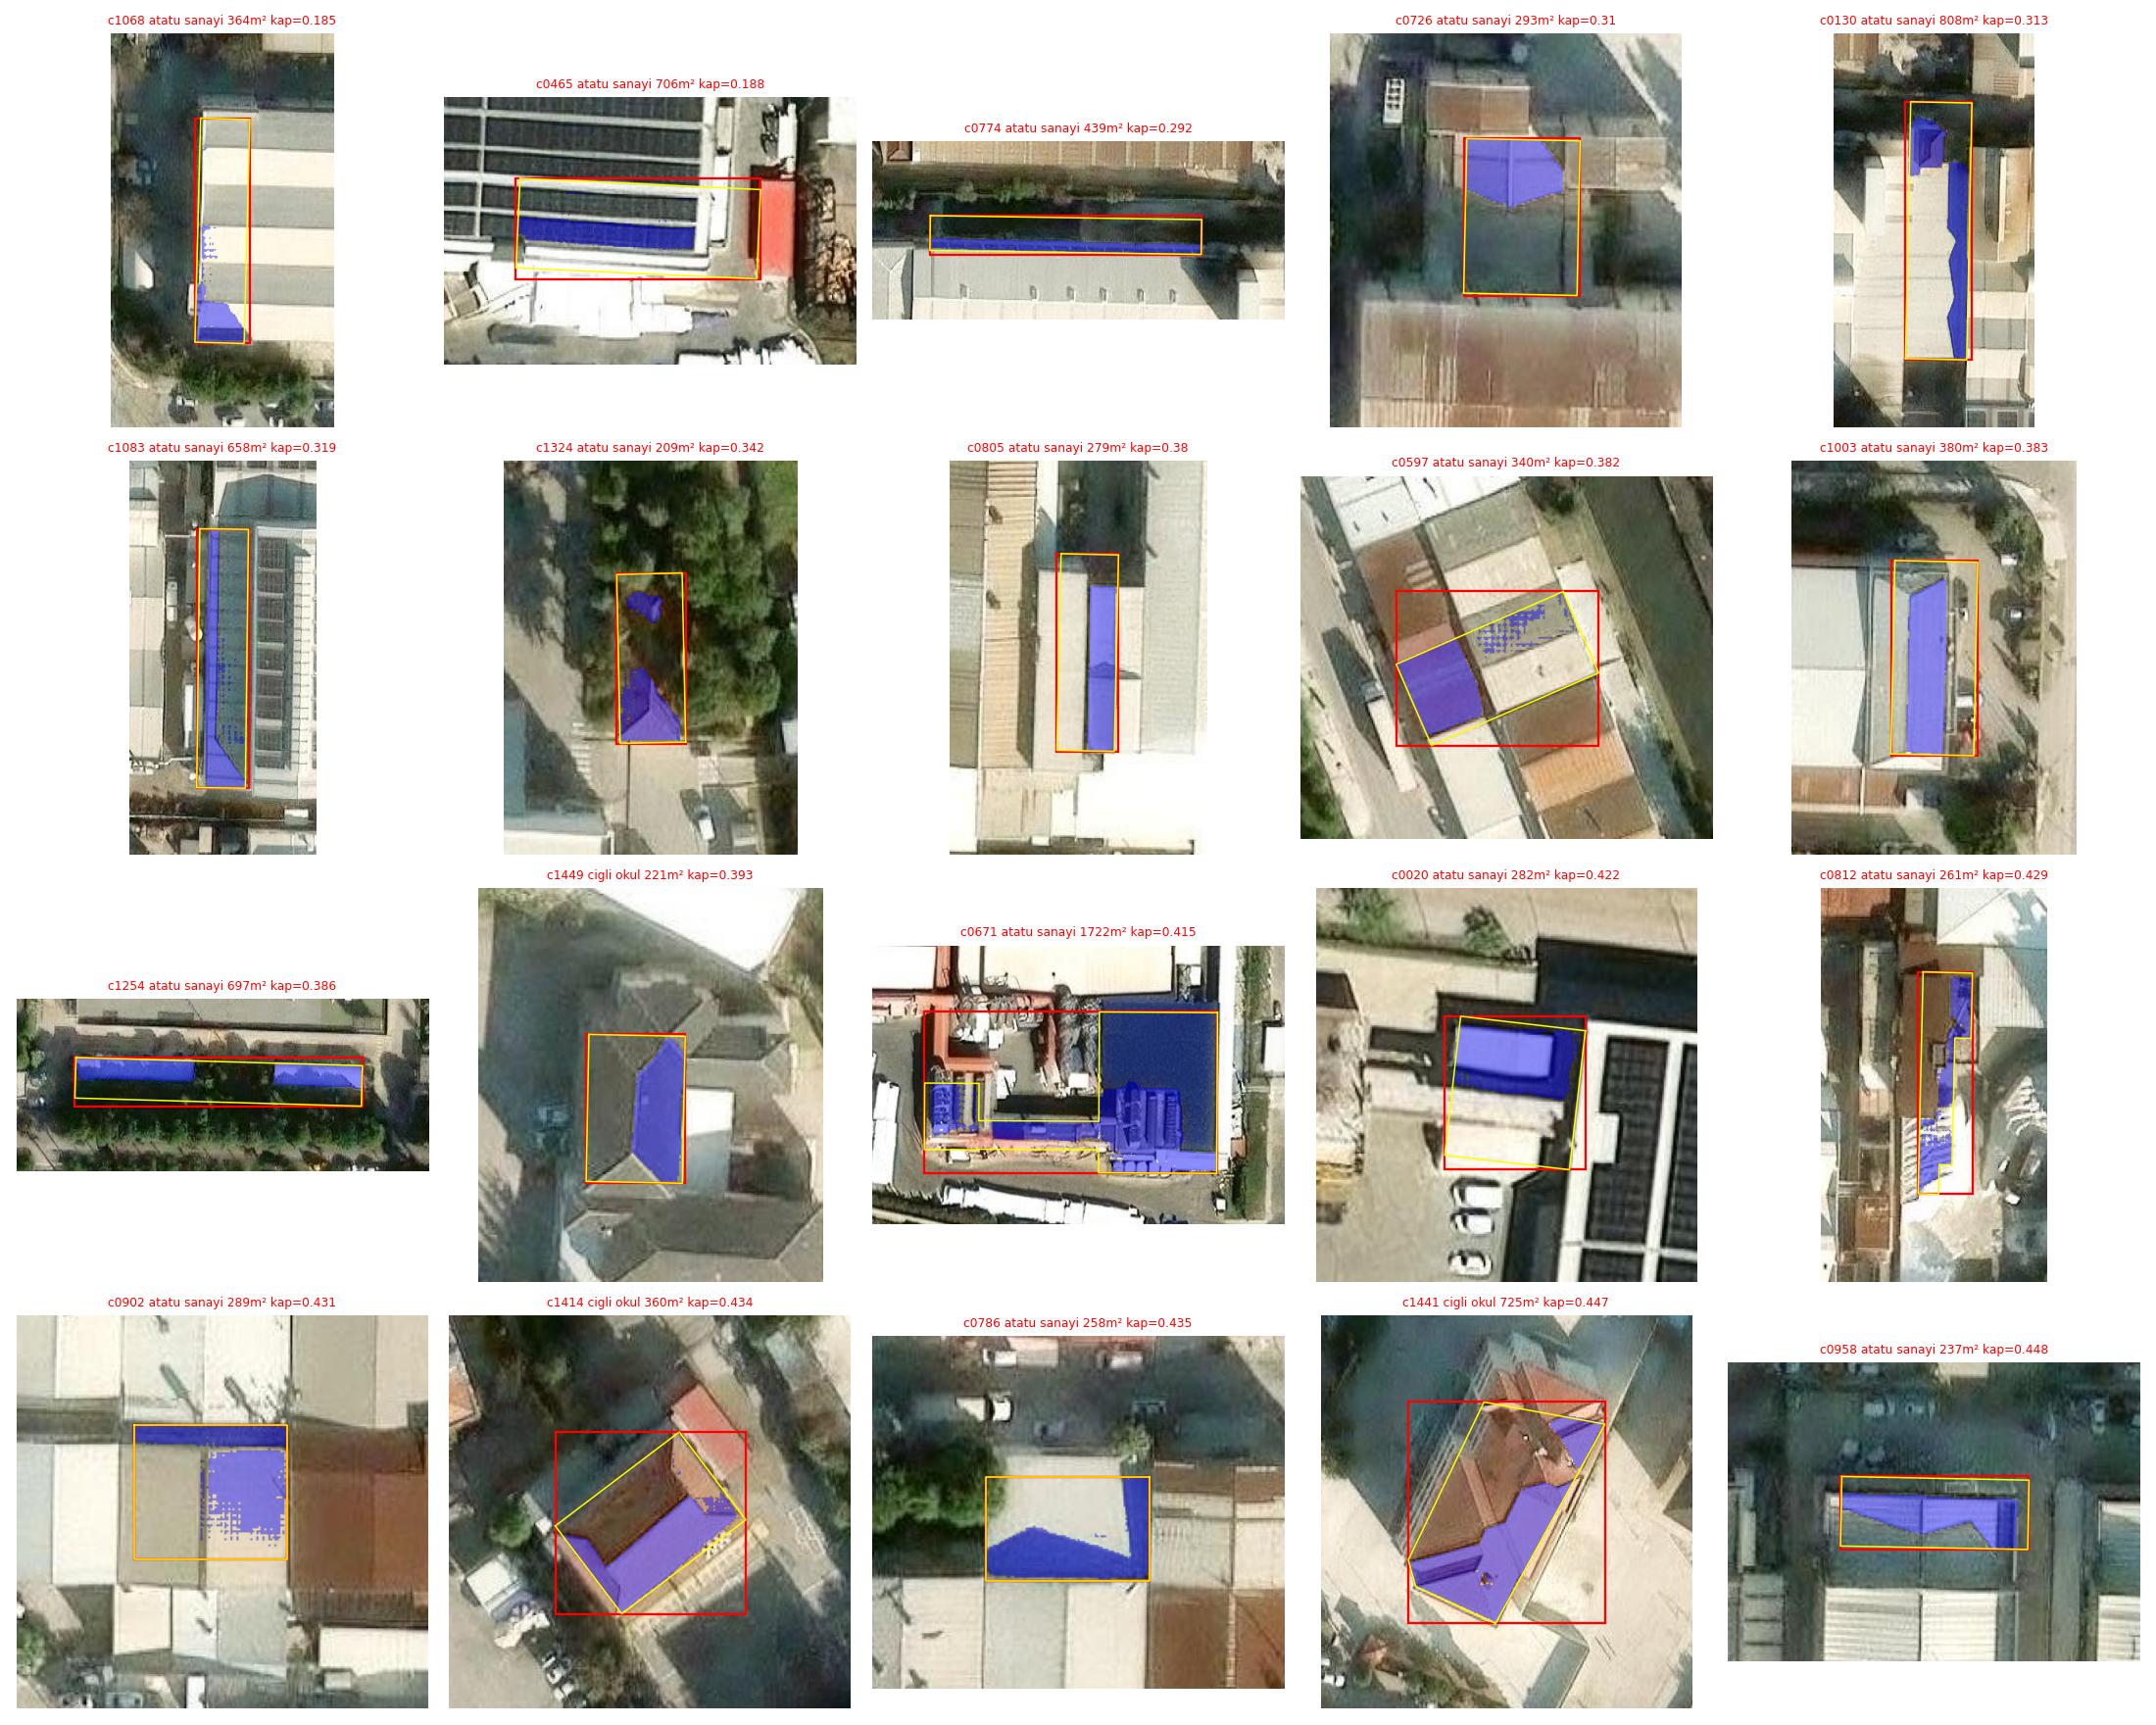 c1068 atatu sanayi 364m² kap=0.185
c0465 atatu sanayi 706m² kap=0.188
c0774 atatu sanayi 439m² kap=0.292
c0726 atatu sanayi 293m² kap=0.31
c0130 atatu sanayi 808m² kap=0.313
c1083 atatu sanayi 658m² kap=0.319
c1324 atatu sanayi 209m² kap=0.342
c0805 atatu sanayi 279m² kap=0.38
c0597 atatu sanayi 340m² kap=0.382
c1003 atatu sanayi 380m² kap=0.383
c1254 atatu sanayi 697m² kap=0.386
c1449 cigli okul 221m² kap=0.393
c0671 atatu sanayi 1722m² kap=0.415
c0020 atatu sanayi 282m² kap=0.422
c0812 atatu sanayi 261m² kap=0.429
c0902 atatu sanayi 289m² kap=0.431
c1414 cigli okul 360m² kap=0.434
c0786 atatu sanayi 258m² kap=0.435
c1441 cigli okul 725m² kap=0.447
c0958 atatu sanayi 237m² kap=0.448